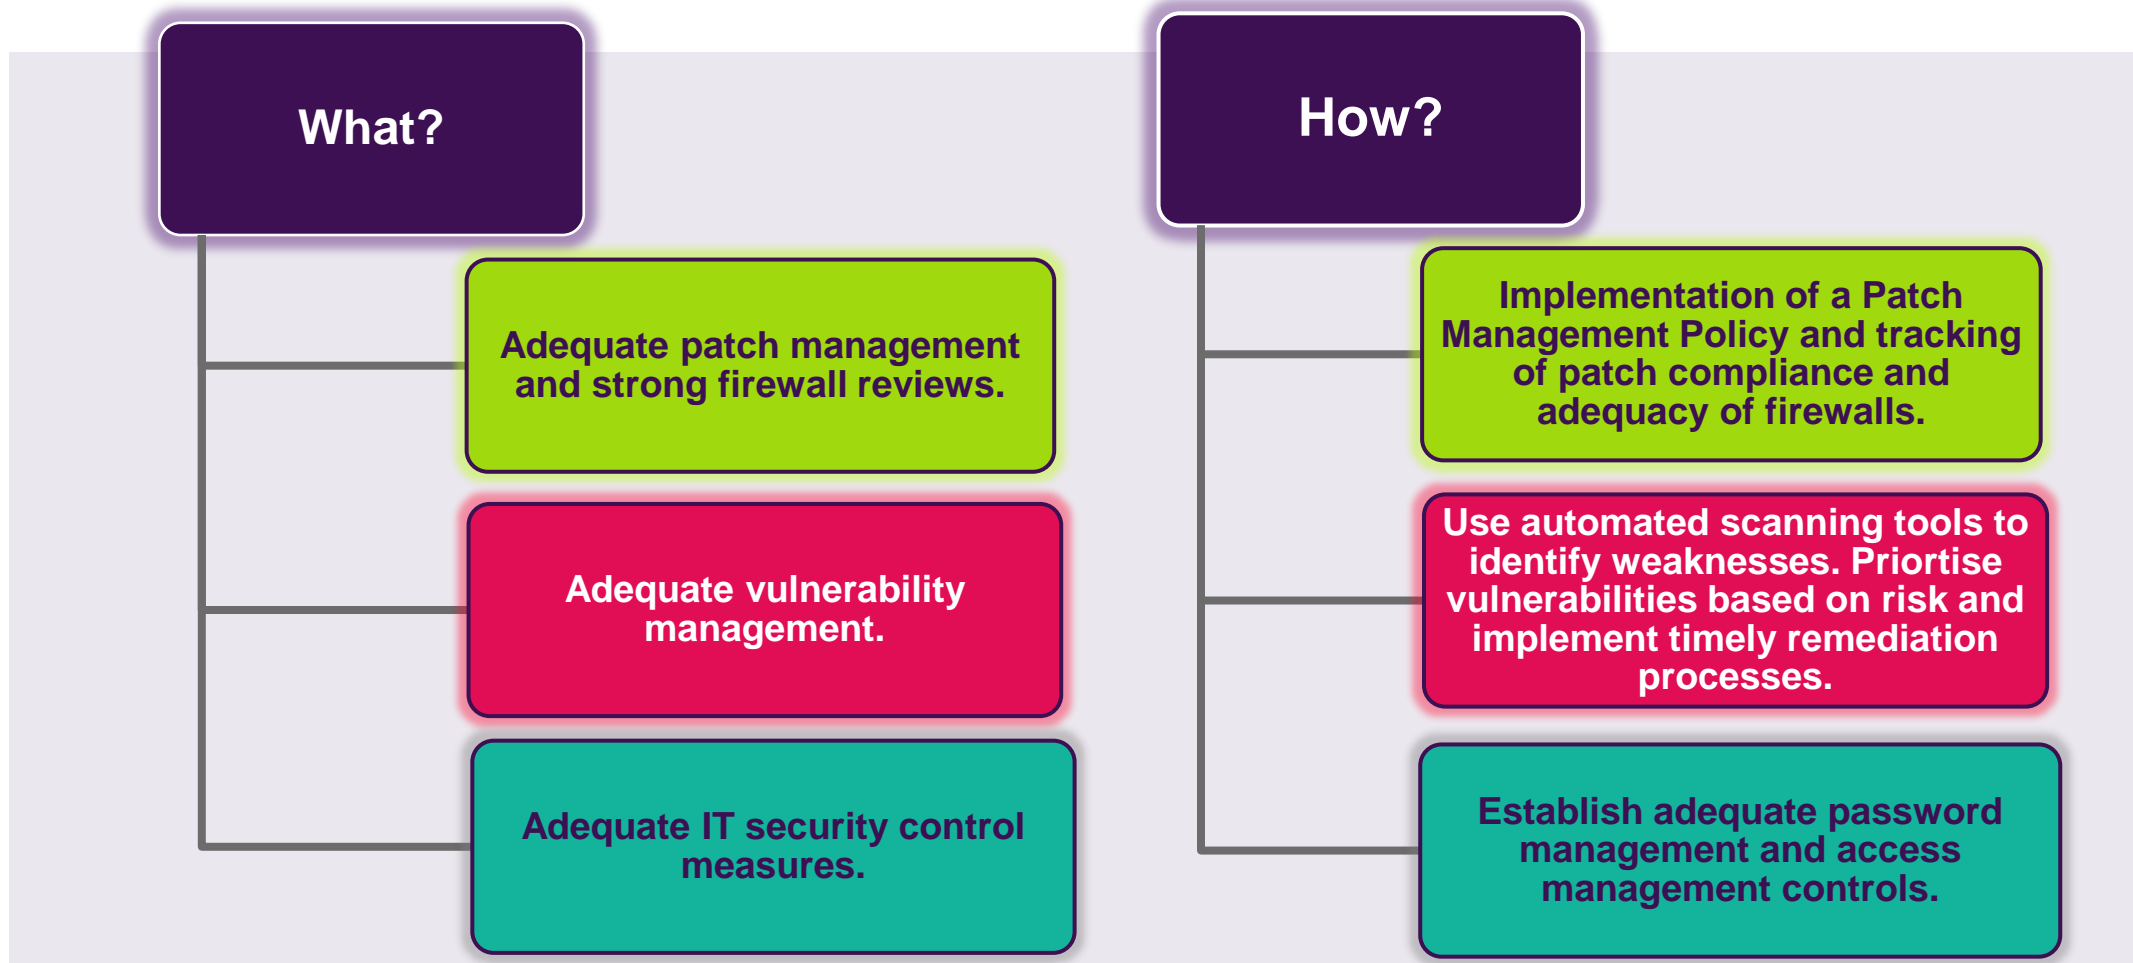 What?
Adequate patch management
and strong firewall reviews.
Adequate vulnerability
management.
Adequate IT security control
measures.
How?
Implementation of a Patch
Management Policy and tracking
of patch compliance and
adequacy of firewalls.
Use automated scanning tools to
identify weaknesses. Priortise
vulnerabilities based on risk and
implement timely remediation
processes.
Establish adequate password
management and access
management controls.